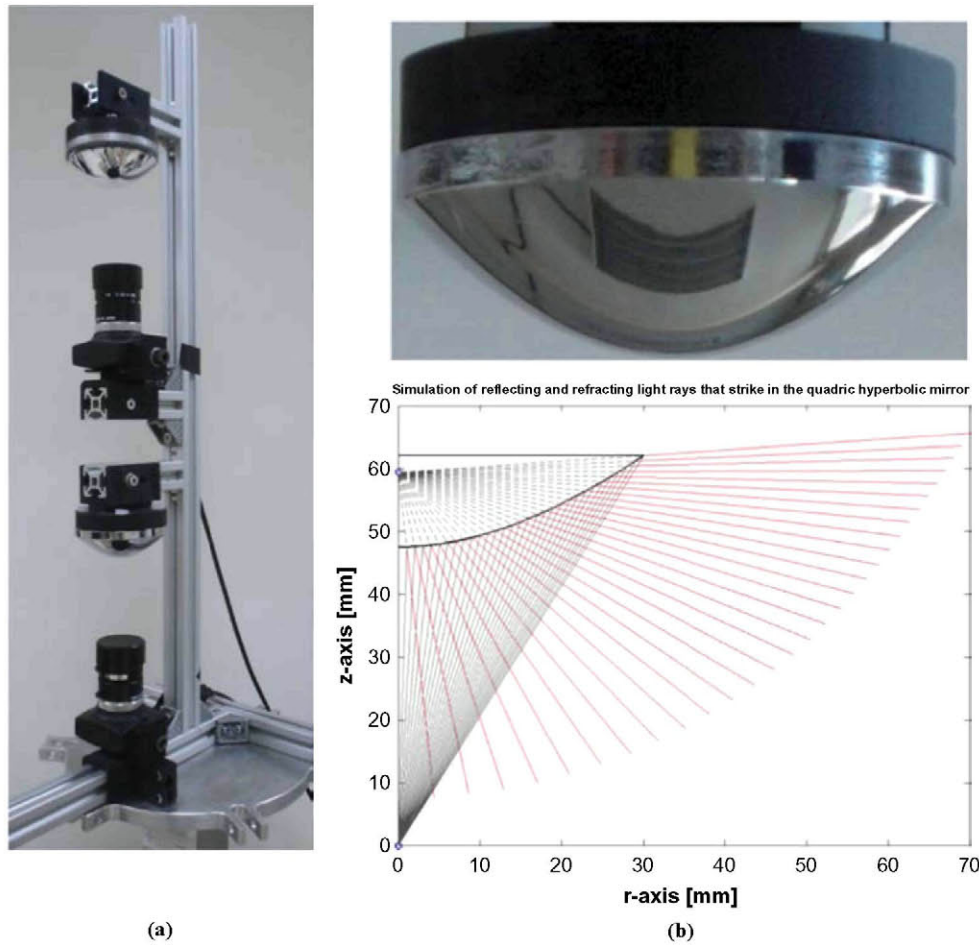 Simulation of reflecting and refracting light rays that strike in the quadric hyperbolic mirror
70
60
50
40
30
20
10
0
z-axis [mm]
0 10 20 30 40 50 60 70
r-axis [mm]
(a)
(b)